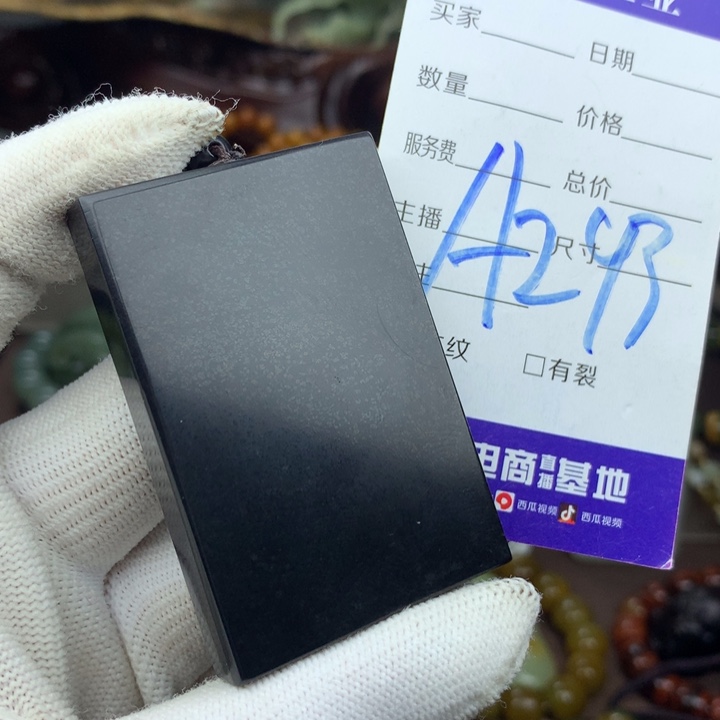 买家
日期
数量
价格
服务费
总价
主播
尺寸
A243
纹
□有裂
电商直播基地
西瓜视频 西瓜视频